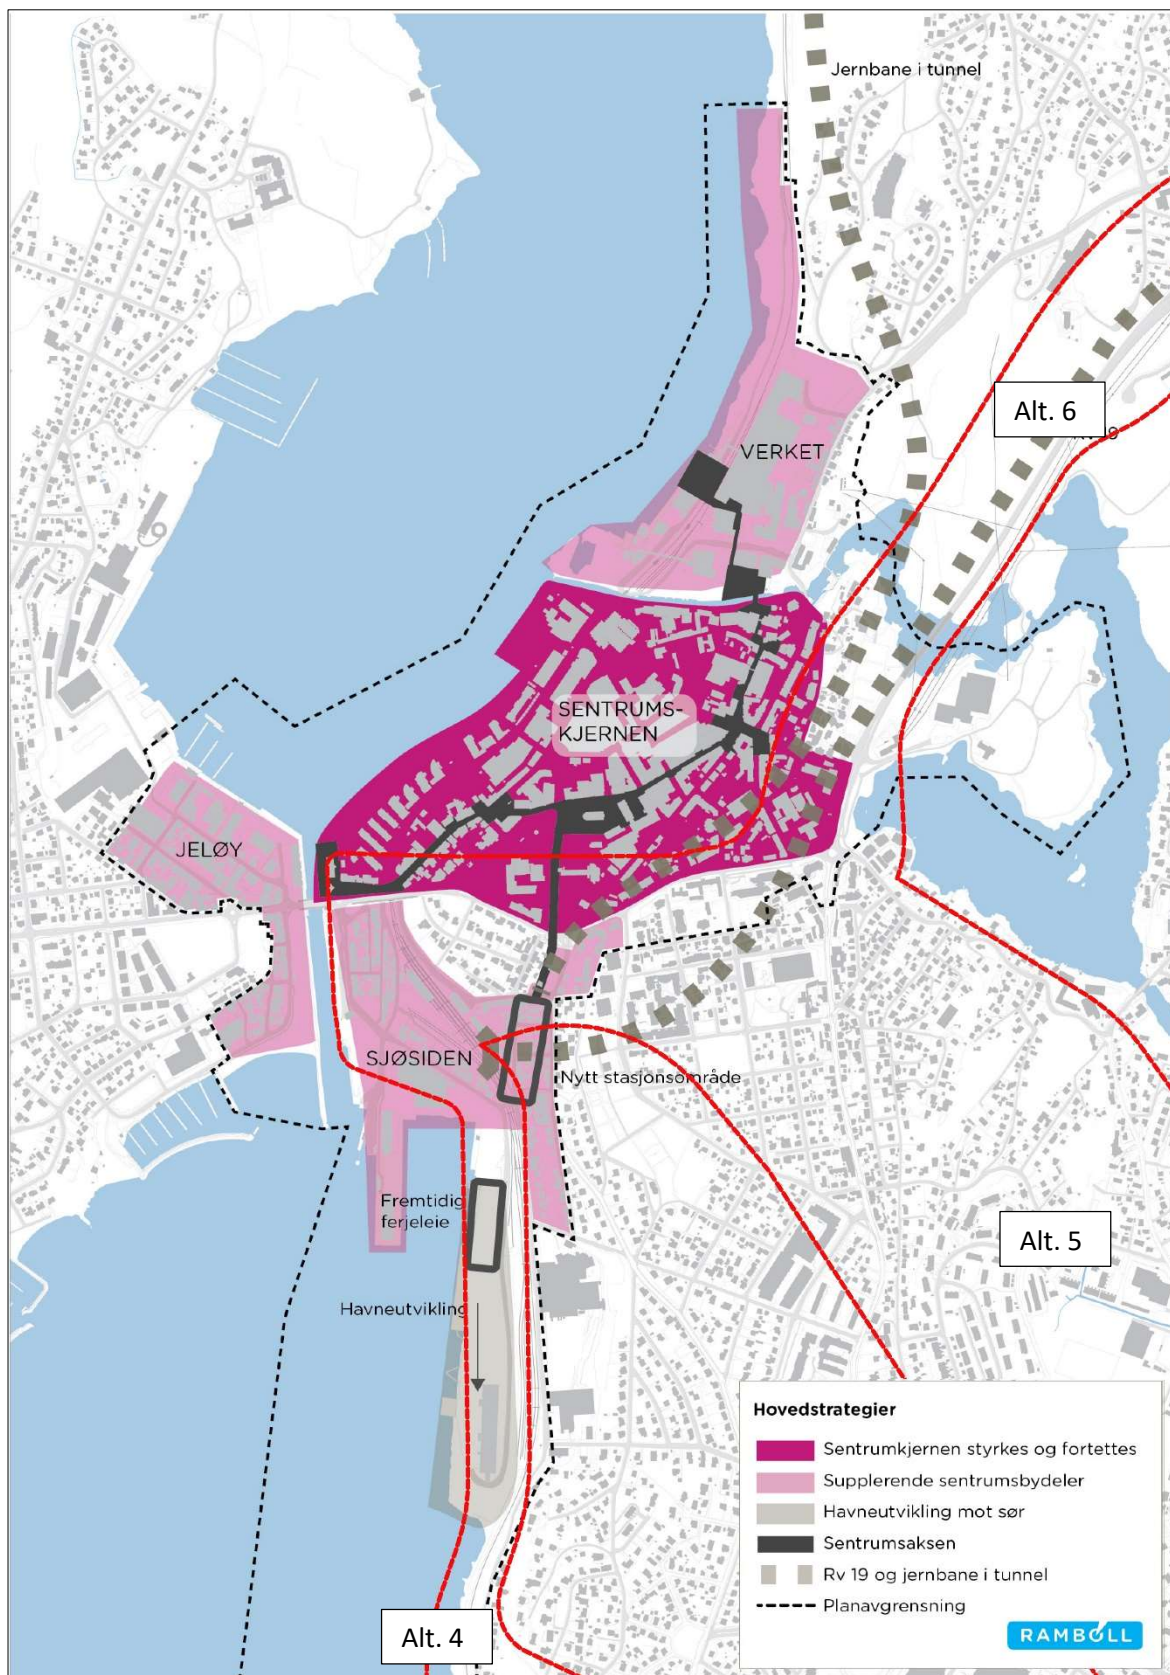 Jernbane i tunnel
Alt. 6
VERKET
SENTRUMS-
KJERNEN
JELØY
SJØSIDEN
Nytt stasjonsområde
Fremtidig
ferjeleie
Alt. 5
Havneutvikling
Alt. 4
Hovedstrategier
Sentrumkjernen styrkes og fortettes
Supplerende sentrumsbydeler
Havneutvikling mot sør
Sentrumsaksen
Rv 19 og jernbane i tunnel
Planavgrensning
RAMBOLL